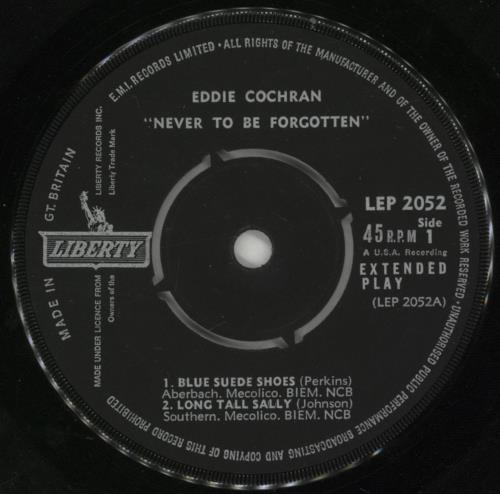 E.M.I. RECORDS LIMITED • ALL RIGHTS OF THE MANUFACTURER AND OF THE OWNER OF THE RECORDED WORK RESERVED • UNAUTHORISED PUBLIC PERFORMANCE BROADCASTING AND COPYING OF THIS RECORD PROHIBITED
MADE IN GT. BRITAIN
EDDIE COCHRAN
"NEVER TO BE FORGOTTEN"
LIBERTY RECORDS INC.
Liberty Trade Mark
LIBERTY
MADE UNDER LICENCE FROM
Owners of the
LEP 2052
Side
45 R.P.M 1
A U.S.A. Recording
EXTENDED
PLAY
(LEP 2052A)
1. BLUE SUEDE SHOES (Perkins)
Aberbach. Mecolico. BIEM. NCB
2. LONG TALL SALLY (Johnson)
Southern. Mecolico. BIEM. NCB